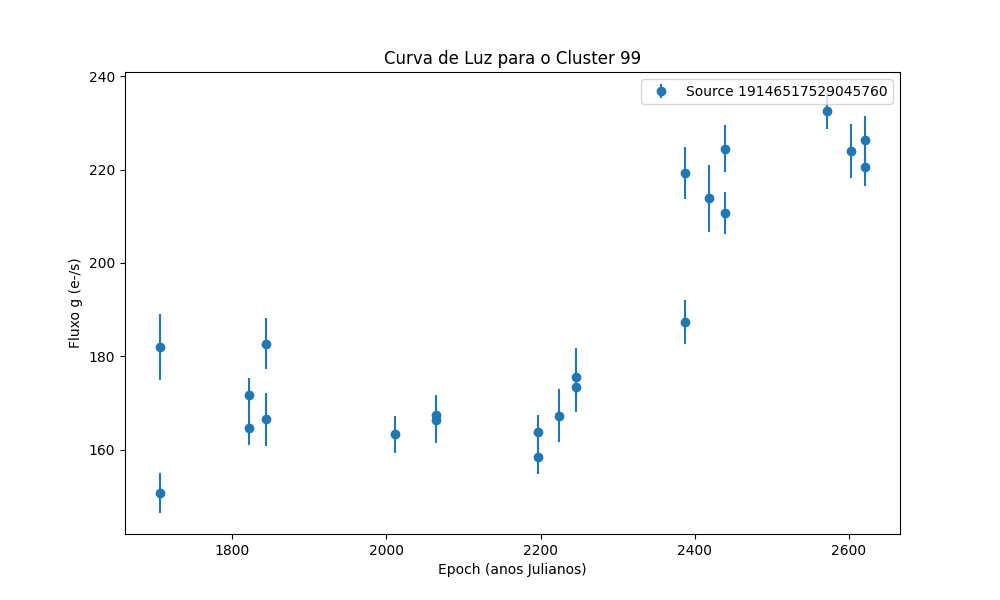 Curva de Luz para o Cluster 99
Source 19146517529045760
240
220
200
180
160
Fluxo g (e-/s)
1800
2000
2200
2400
2600
Epoch (anos Julianos)